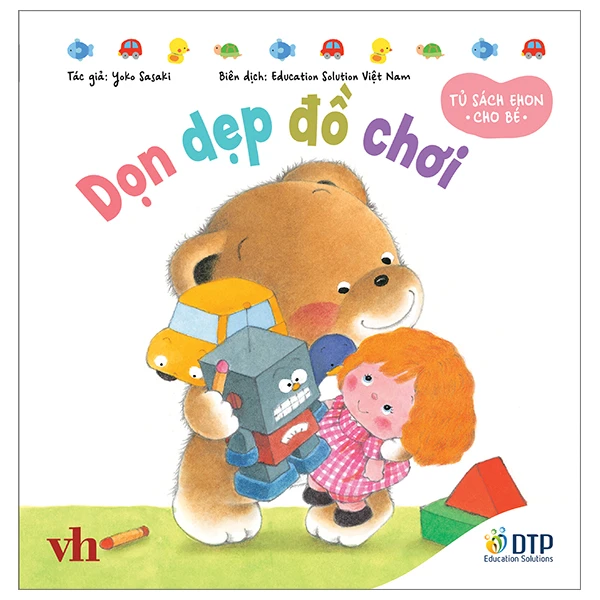 Tác giả: Yoko Sasaki
Biên dịch: Education Solution Việt Nam
TỦ SÁCH EHON
• CHO BÉ •
Dọn dẹp đồ chơi
vh
DTP
Education Solutions